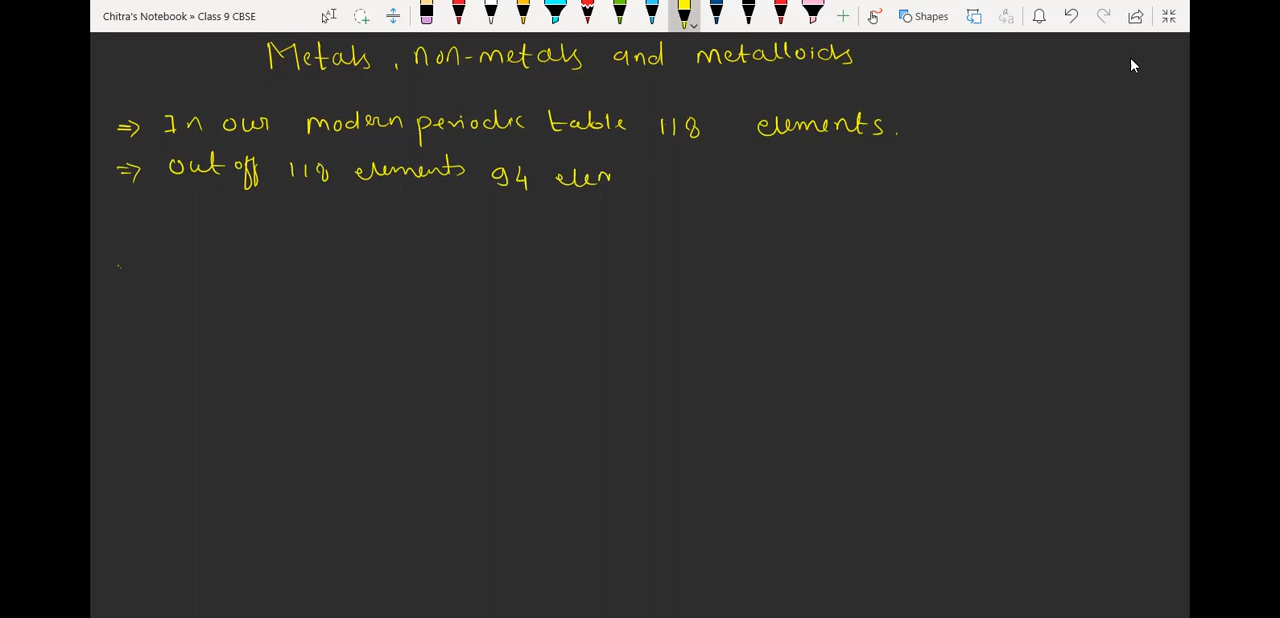 Chitra's Notebook » Class 9 CBSE
Shapes
Metals, non-metals and metalloids
⇒ In our modern periodic table 118 elements.
⇒ out off 118 elements 94 elem